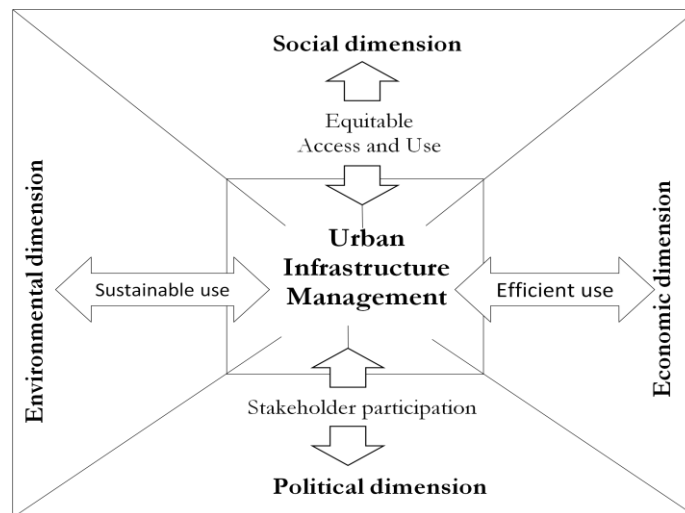 Social dimension
Equitable
Access and Use
Environmental dimension
Sustainable use
Urban
Infrastructure
Management
Efficient use
Economic dimension
Stakeholder participation
Political dimension